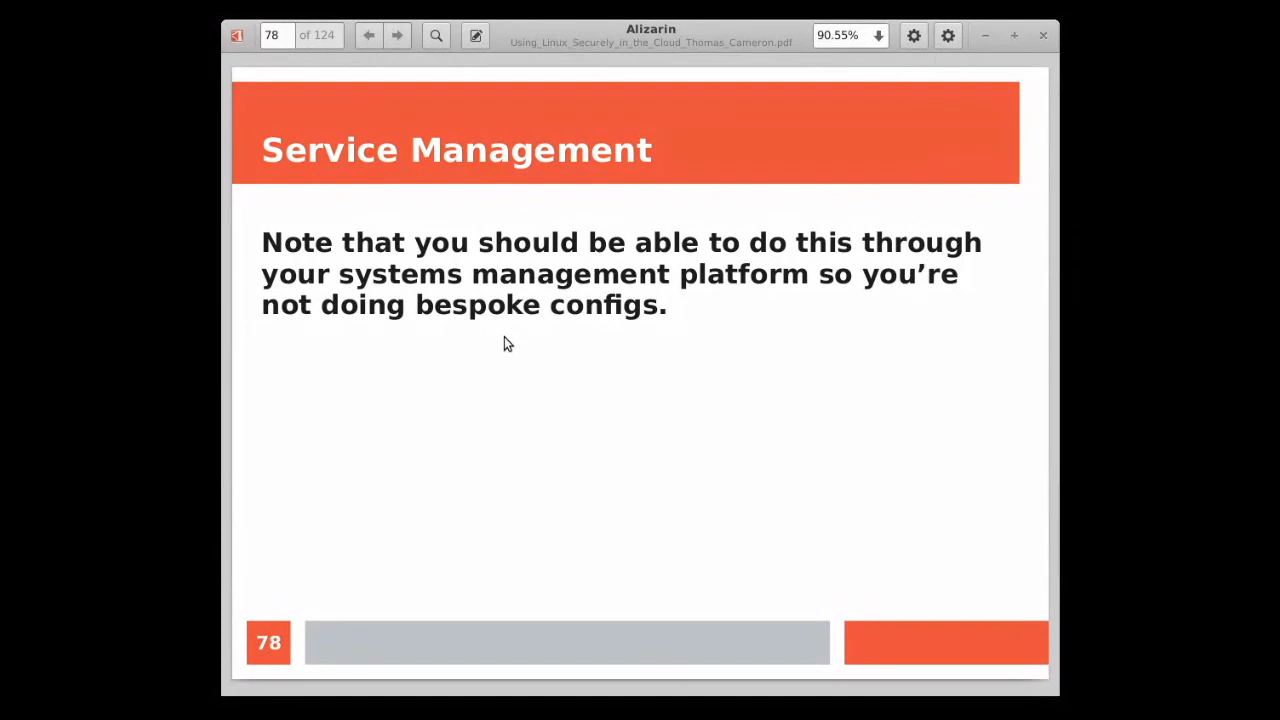 78 of 124
Alizarin
Using_Linux_Securely_in_the_Cloud_Thomas_Cameron.pdf
90.55%
Service Management
Note that you should be able to do this through
your systems management platform so you’re
not doing bespoke configs.
78